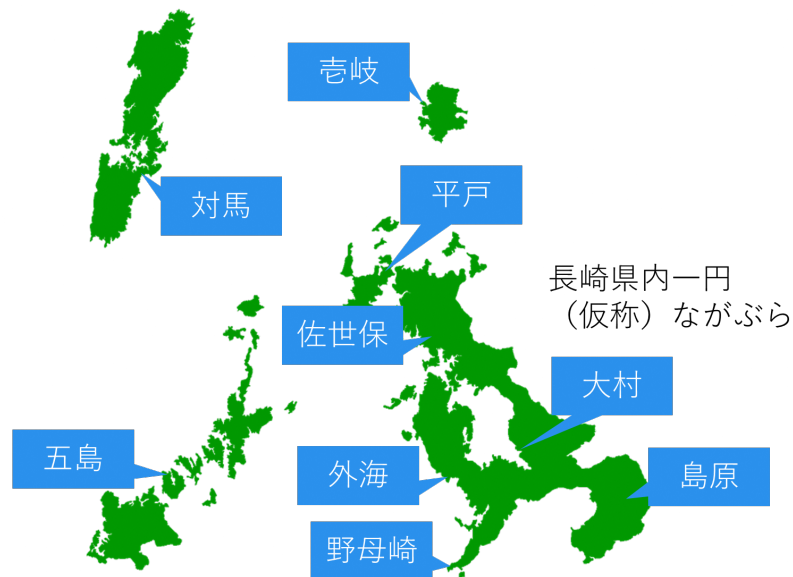 壱岐
平戸
対馬
長崎県内一円
（仮称）ながぶら
佐世保
大村
五島
外海
島原
野母崎